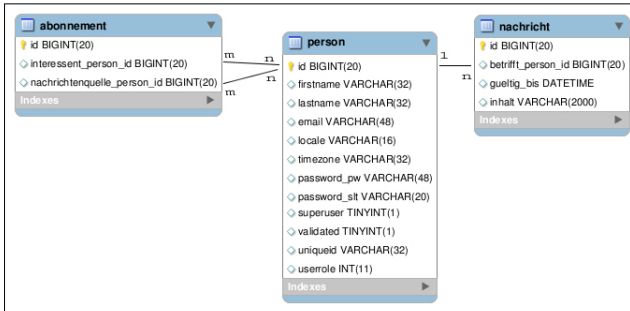 abonnement
id BIGINT(20)
interessent_person_id BIGINT(20)
nachrichtenquelle_person_id BIGINT(20)
Indexes
m
n
m
n
person
id BIGINT(20)
firstname VARCHAR(32)
lastname VARCHAR(32)
email VARCHAR(48)
locale VARCHAR(16)
timezone VARCHAR(32)
password_pw VARCHAR(48)
password_slt VARCHAR(20)
superuser TINYINT(1)
validated TINYINT(1)
uniqueid VARCHAR(32)
userrole INT(11)
Indexes
1
n
nachricht
id BIGINT(20)
betrifft_person_id BIGINT(20)
gueltig_bis DATETIME
inhalt VARCHAR(2000)
Indexes